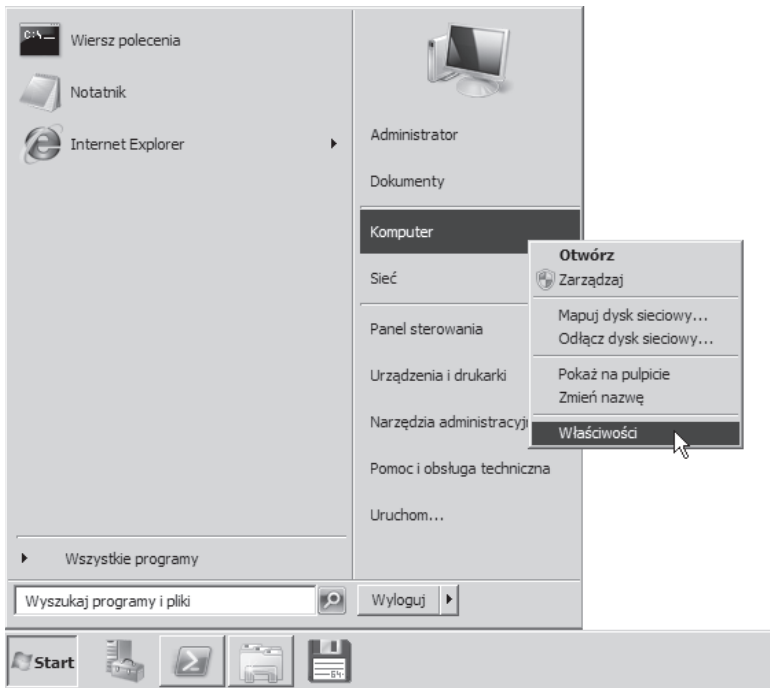 C:\
Wiersz polecenia
Notatnik
Internet Explorer
Administrator
Dokumenty
Komputer
Sieć
Panel sterowania
Urządzenia i drukarki
Narzędzia administracyj
Pomoc i obsługa techniczna
Uruchom...
Otwórz
Zarządzaj
Mapuj dysk sieciowy...
Odłącz dysk sieciowy...
Pokaż na pulpicie
Zmień nazwę
Właściwości
Wszystkie programy
Wyszukaj programy i pliki
Wyloguj
Start
64